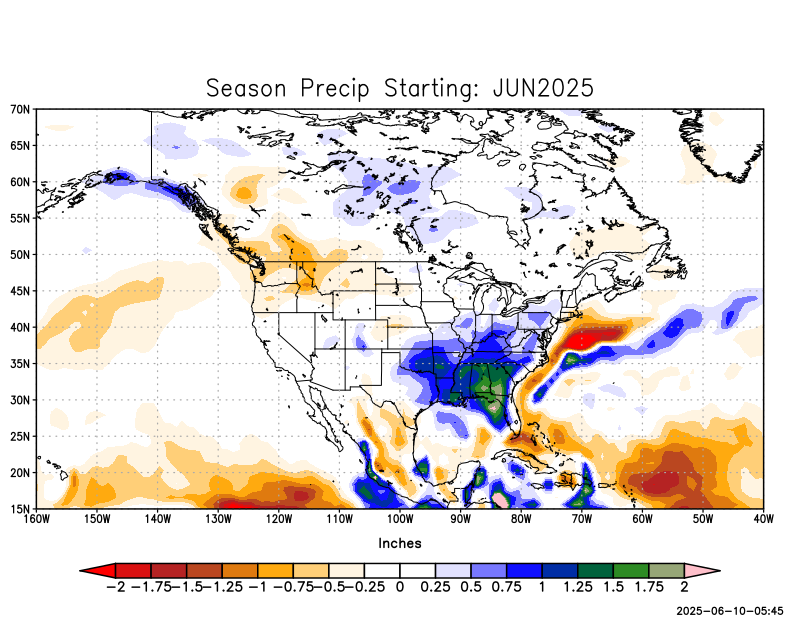 Season Precip Starting: JUN2025
70N
65N
60N
55N
50N
45N
40N
35N
30N
25N
20N
15N
160W 150W 140W 130W 120W 110W 100W 90W 80W 70W 60W 50W 40W
Inches
-2 -1.75 -1.5 -1.25 -1 -0.75 -0.5 -0.25 0 0.25 0.5 0.75 1 1.25 1.5 1.75 2
2025-06-10-05:45